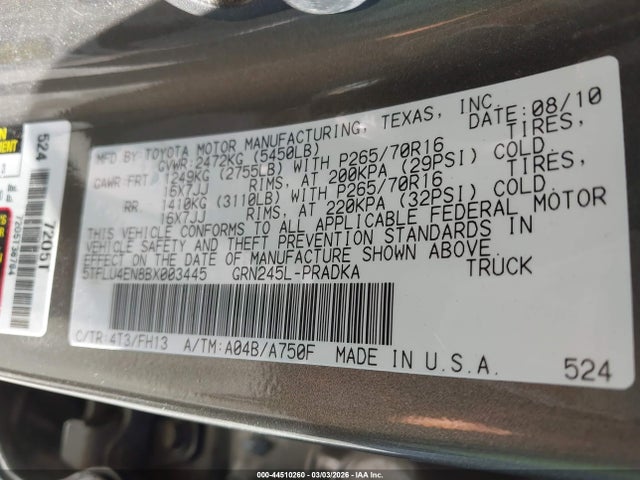 MFD BY: TOYOTA MOTOR MANUFACTURING, TEXAS, INC. DATE: 08/10
GVWR: 2472KG (5450LB)
GAWR FRT 1249KG (2755LB) WITH P265/70R16 TIRES,
16X7JJ RIMS, AT 200KPA (29PSI) COLD.
RR 1410KG (3110LB) WITH P265/70R16 TIRES,
16X7JJ RIMS, AT 220KPA (32PSI) COLD.
THIS VEHICLE CONFORMS TO ALL APPLICABLE FEDERAL MOTOR
VEHICLE SAFETY AND THEFT PREVENTION STANDARDS IN
EFFECT ON THE DATE OF MANUFACTURE SHOWN ABOVE.
5TFLU4EN8BX003445 GRN245L-PRADKA TRUCK
C/TR: 4T3/FH13 A/TM: A04B/A750F MADE IN U.S.A.
524
524
7205T
000-44510260 - 03/03/2026 - IAA Inc.